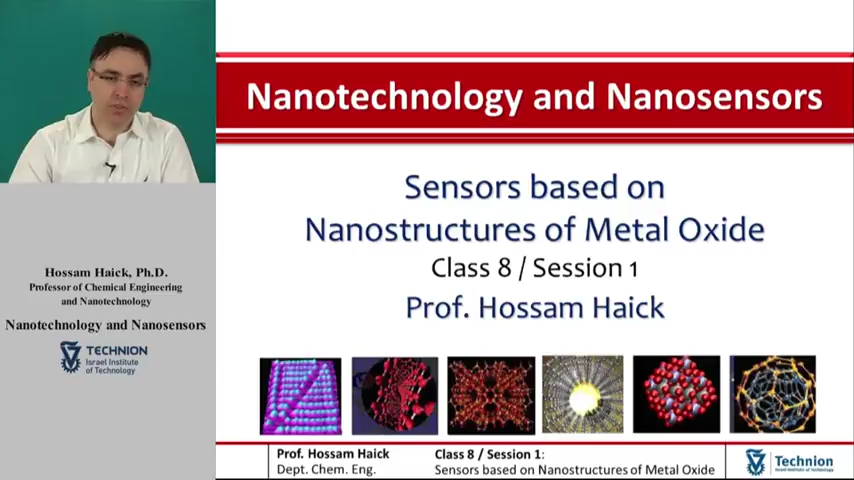 Nanotechnology and Nanosensors
Sensors based on
Nanostructures of Metal Oxide
Class 8 / Session 1
Prof. Hossam Haick
Hossam Haick, Ph.D.
Professor of Chemical Engineering
and Nanotechnology
Nanotechnology and Nanosensors
TECHNION
Israel Institute
of Technology
Prof. Hossam Haick
Dept. Chem. Eng.
Class 8 / Session 1:
Sensors based on Nanostructures of Metal Oxide
Technion
Israel Institute of Technology